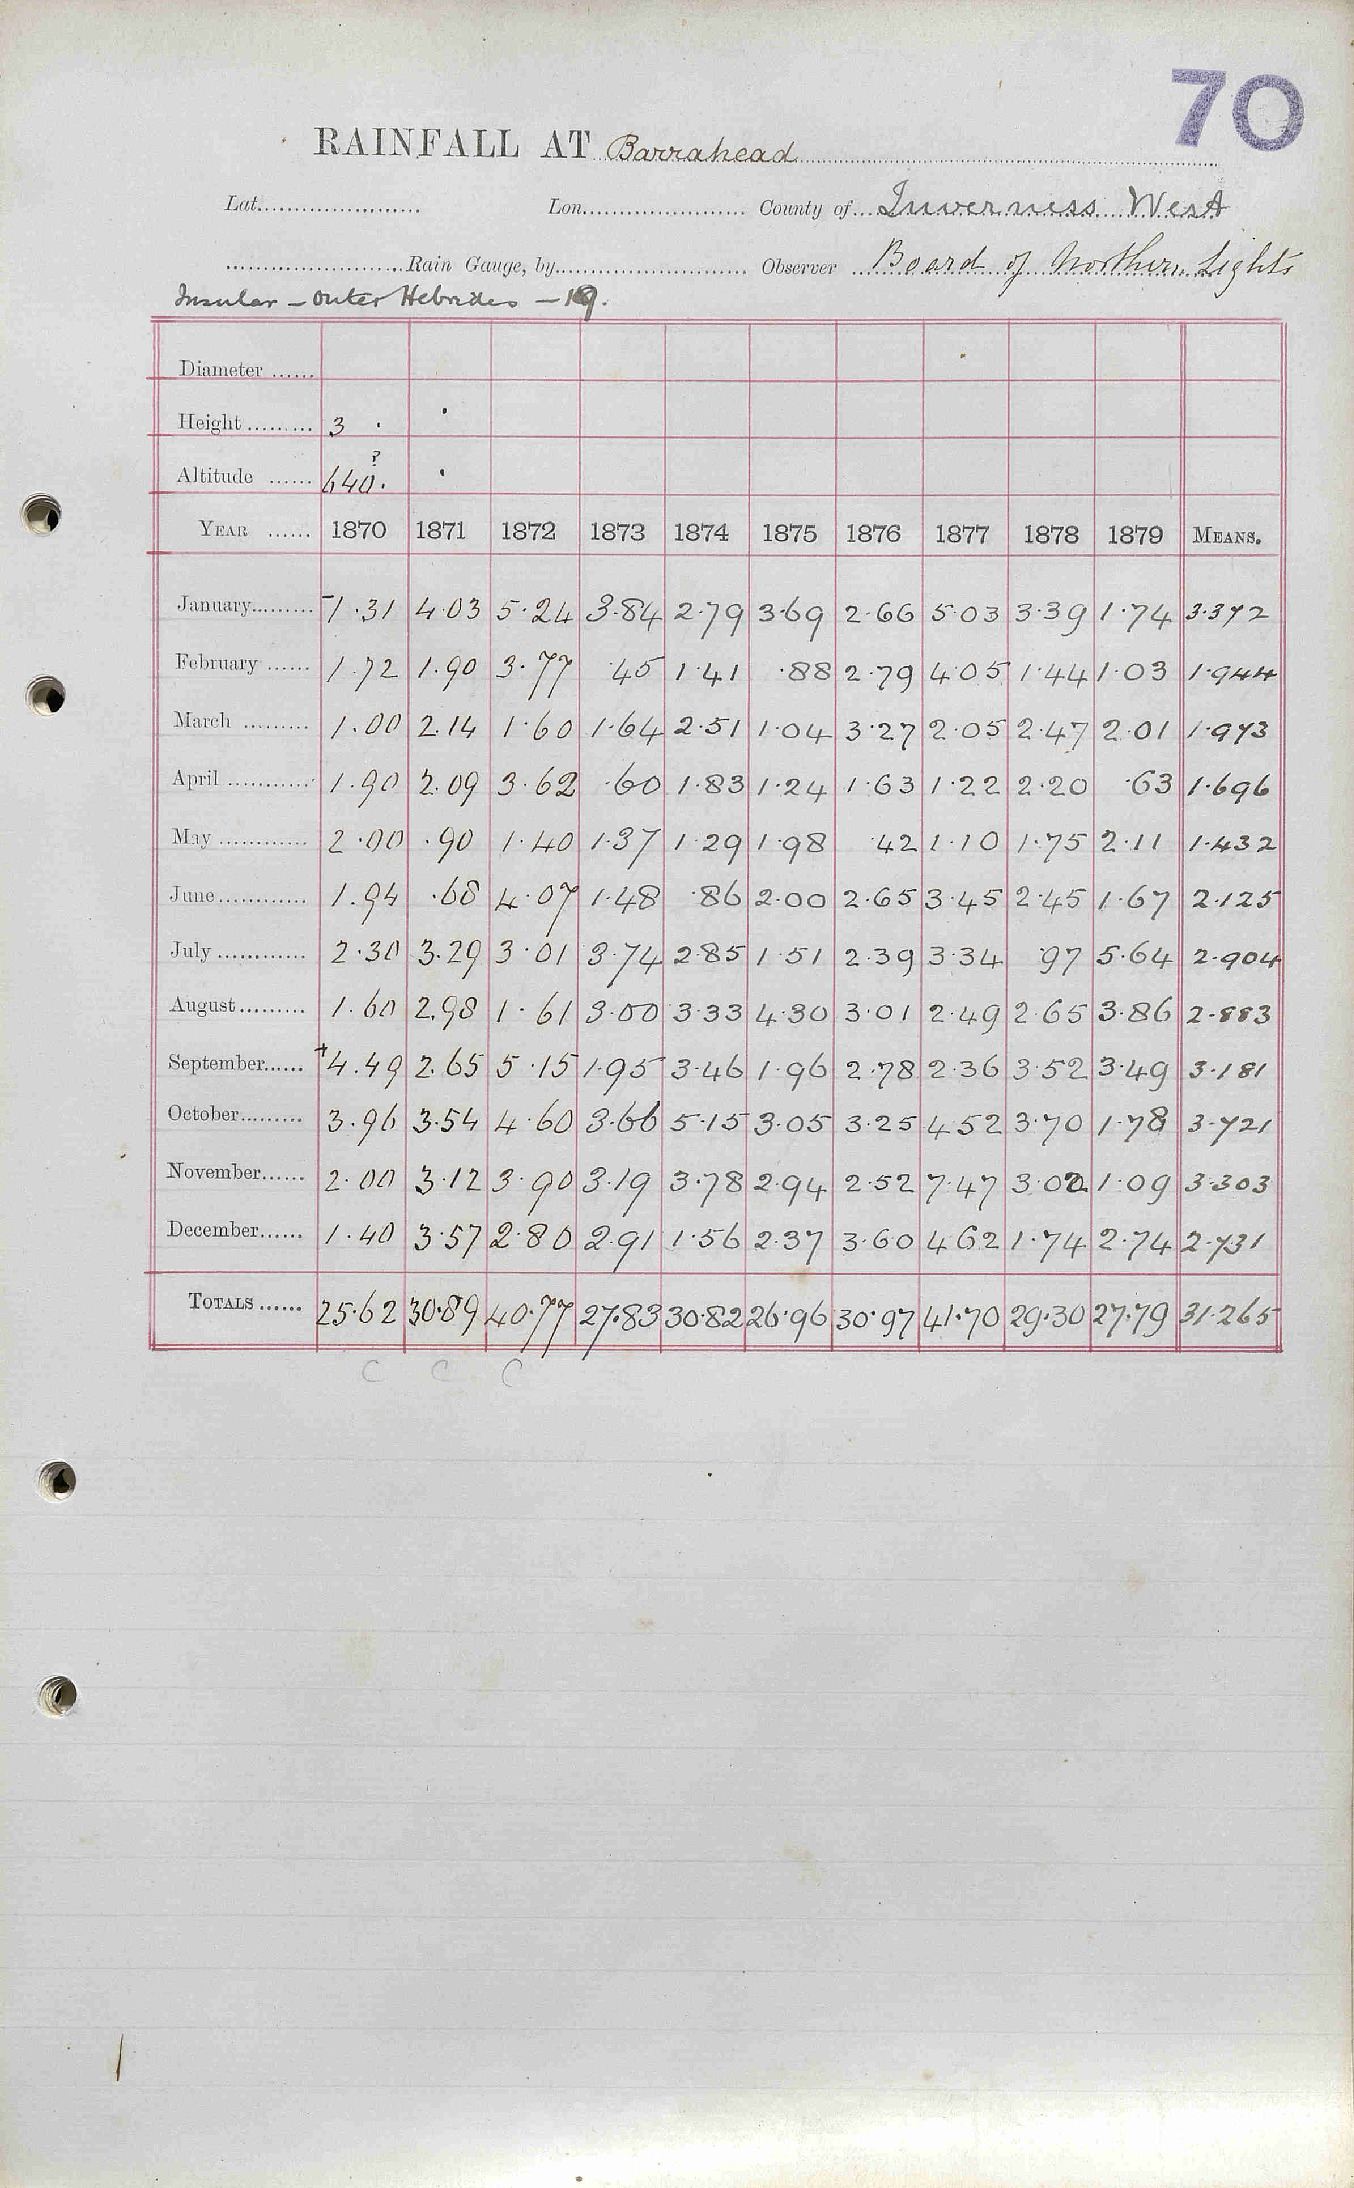 70
RAINFALL AT Barrahead
Lat. Lon. County of Inverness West
Rain Gauge, by Observer Board of Northern Lights
Insular – Outer Hebrides – 19.
Diameter
Height 3
Altitude 640. ?
YEAR 1870 1871 1872 1873 1874 1875 1876 1877 1878 1879 MEANS.
January 1.31 4.03 5.24 3.84 2.79 3.69 2.66 5.03 3.39 1.74 3.372
February 1.72 1.90 3.77 .45 1.41 .88 2.79 4.05 1.44 1.03 1.944
March 1.00 2.14 1.60 1.64 2.51 1.04 3.27 2.05 2.47 2.01 1.973
April 1.90 2.09 3.62 .60 1.83 1.24 1.63 1.22 2.20 .63 1.696
May 2.00 .90 1.40 1.37 1.29 1.98 .42 1.10 1.75 2.11 1.432
June 1.94 .68 4.07 1.48 .86 2.00 2.65 3.45 2.45 1.67 2.125
July 2.30 3.29 3.01 3.74 2.85 1.51 2.39 3.34 .97 5.64 2.904
August 1.60 2.98 1.61 3.00 3.33 4.30 3.01 2.49 2.65 3.86 2.883
September +4.49 2.65 5.15 1.95 3.46 1.96 2.78 2.36 3.52 3.49 3.181
October 3.96 3.54 4.60 3.66 5.15 3.05 3.25 4.52 3.70 1.78 3.721
November 2.00 3.12 3.90 3.19 3.78 2.94 2.52 7.47 3.02 1.09 3.303
December 1.40 3.57 2.80 2.91 1.56 2.37 3.60 4.62 1.74 2.74 2.731
TOTALS 25.62 30.89 40.77 27.83 30.82 26.96 30.97 41.70 29.30 27.79 31.265
C C C